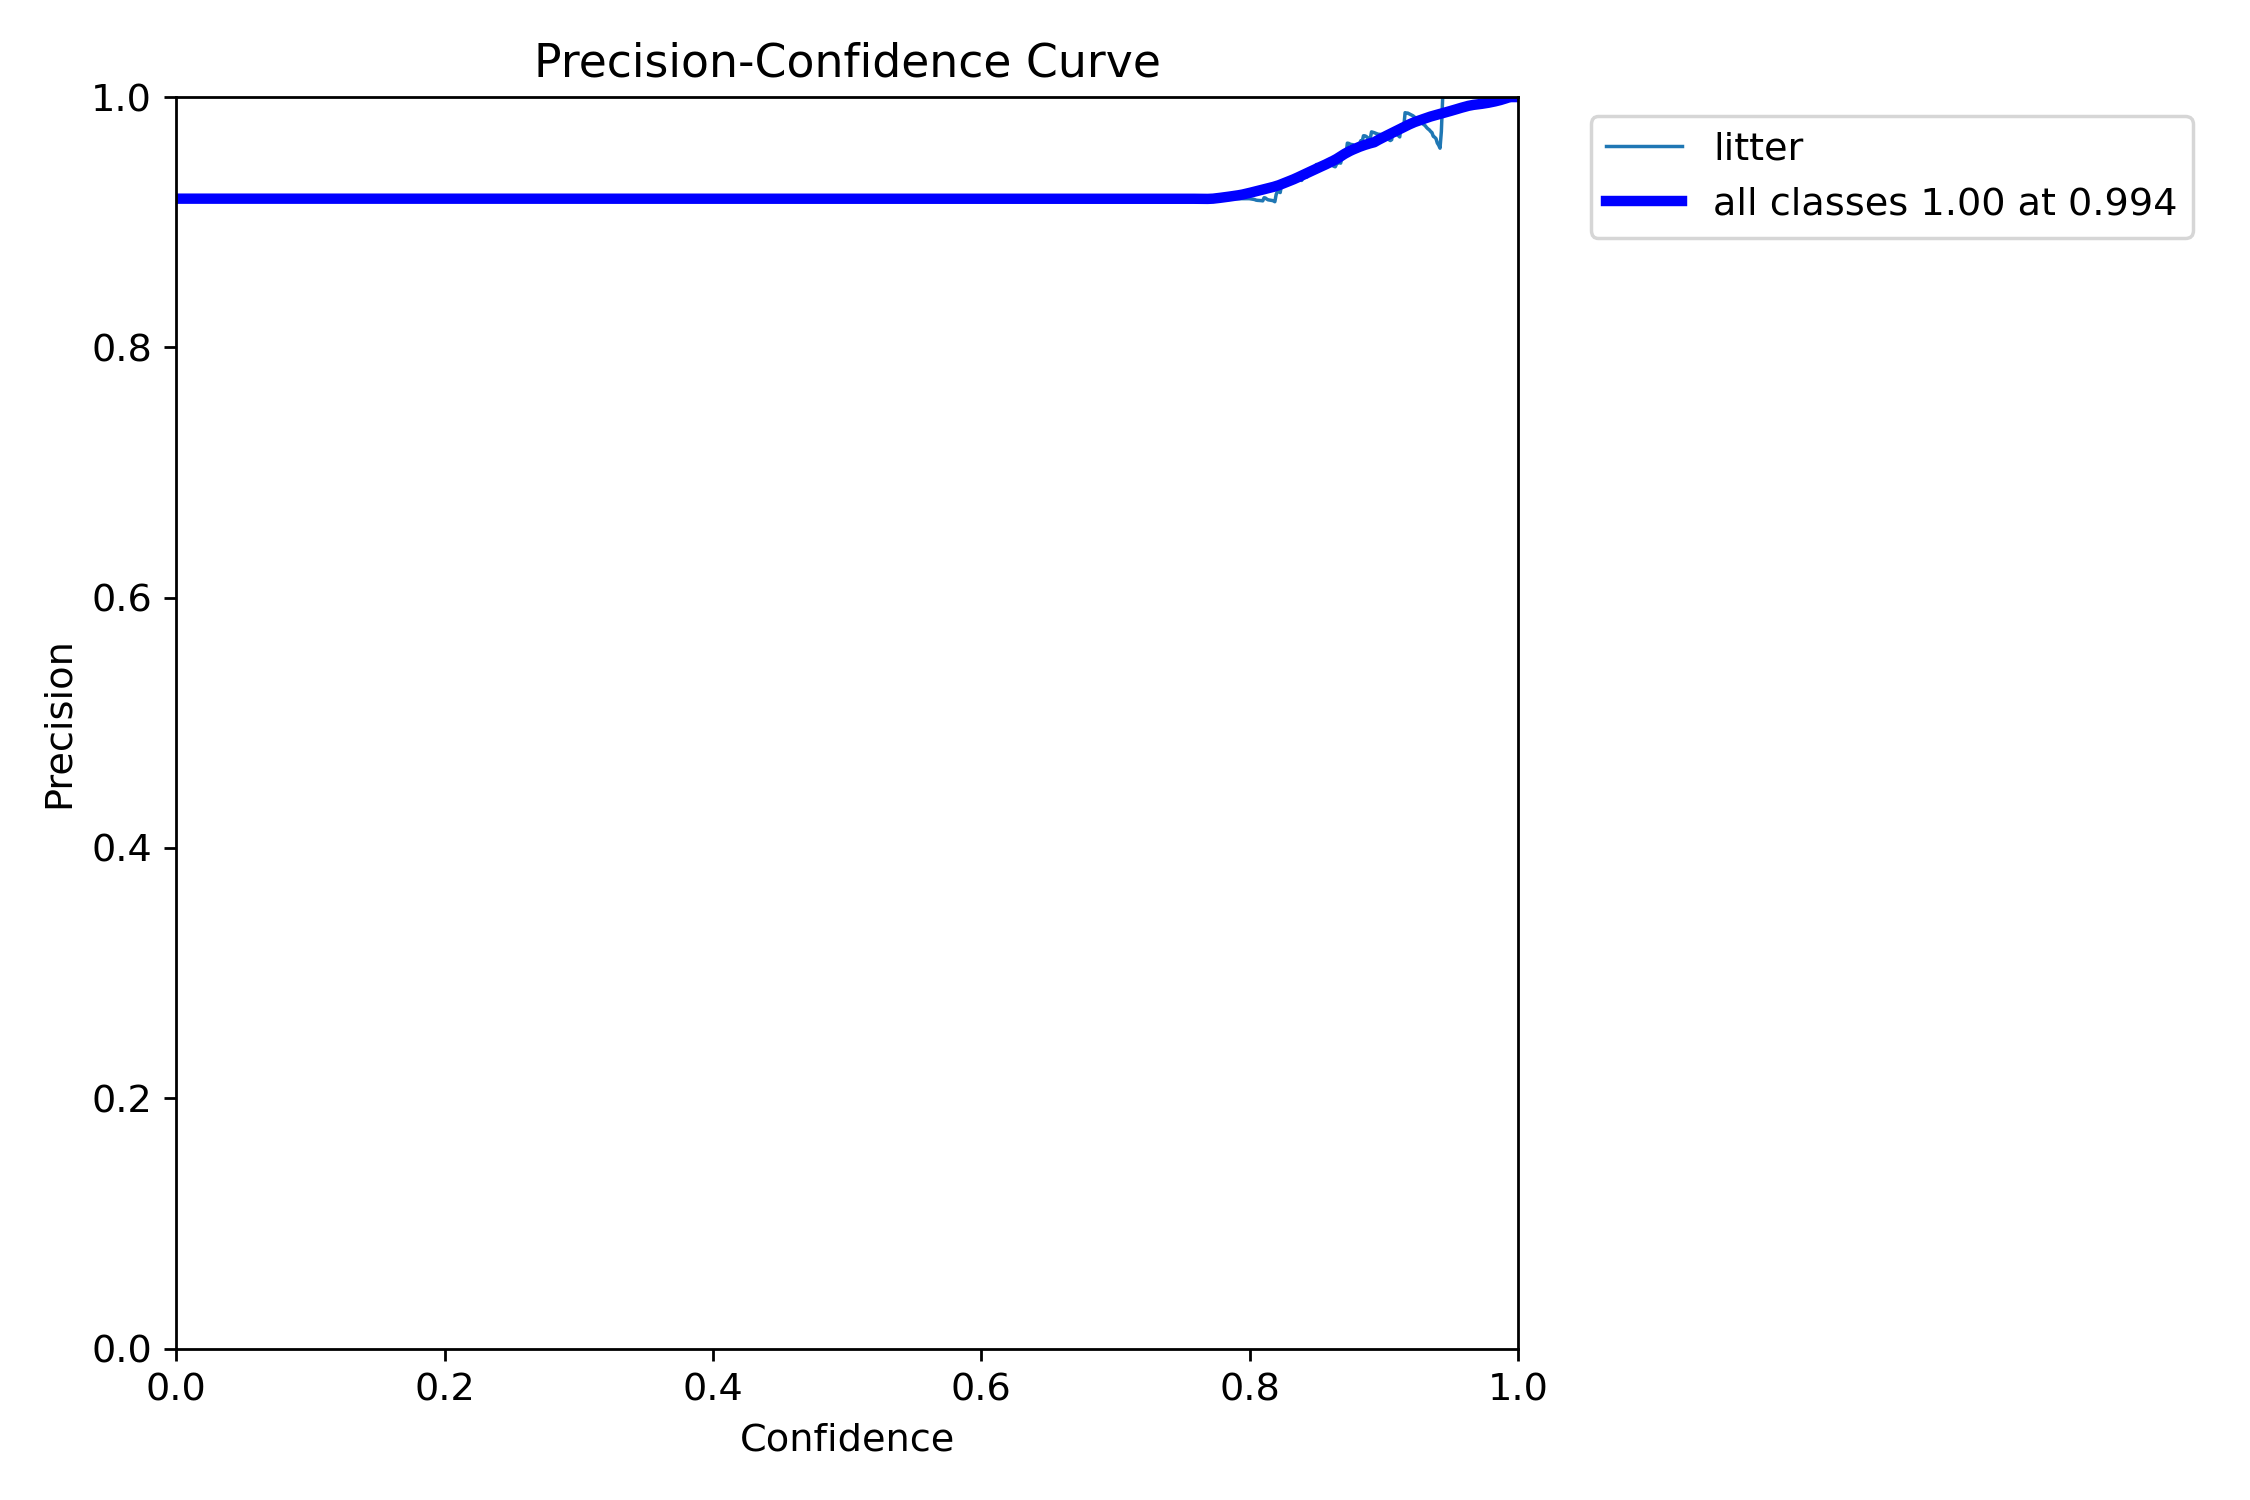 Precision-Confidence Curve
1.0
0.8
0.6
0.4
0.2
0.0
Precision
0.0 0.2 0.4 0.6 0.8 1.0
Confidence
litter
all classes 1.00 at 0.994